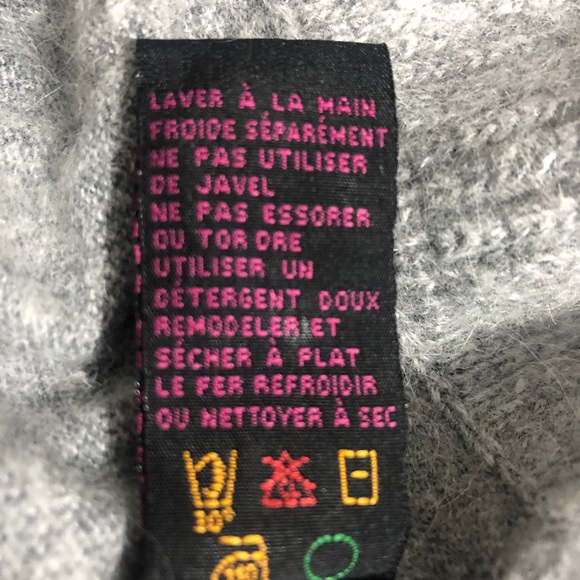 LAVER À LA MAIN
FROIDE SÉPARÉMENT
NE PAS UTILISER
DE JAVEL
NE PAS ESSORER
OU TORDRE
UTILISER UN
DÉTERGENT DOUX
REMODELER ET
SÉCHER À PLAT
LE FER REFROIDIR
OU NETTOYER À SEC
30°